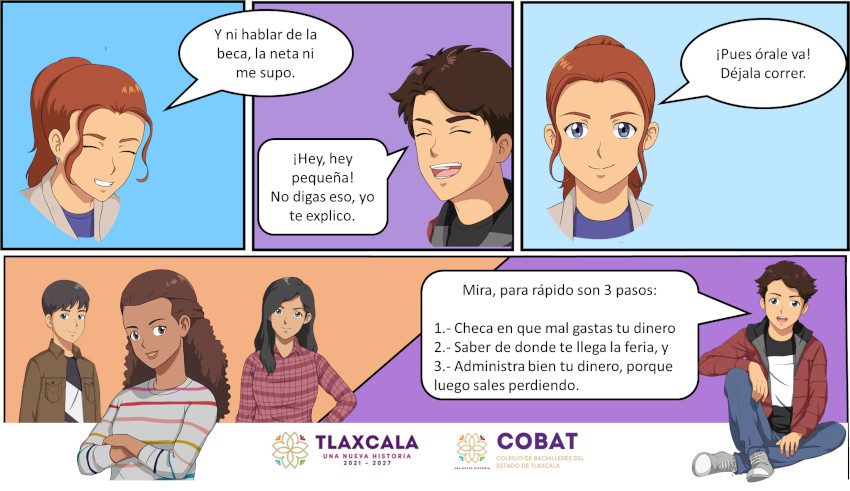 Y ni hablar de la
beca, la neta ni
me supo.
¡Hey, hey
pequeña!
No digas eso, yo
te explico.
¡Pues órale va!
Déjala correr.
Mira, para rápido son 3 pasos:
1.- Checa en que mal gastas tu dinero
2.- Saber de donde te llega la feria, y
3.- Administra bien tu dinero, porque
luego sales perdiendo.
TLAXCALA
UNA NUEVA HISTORIA
2021 - 2027
UNA NUEVA HISTORIA
COBAT
COLEGIO DE BACHILLERES DEL
ESTADO DE TLAXCALA